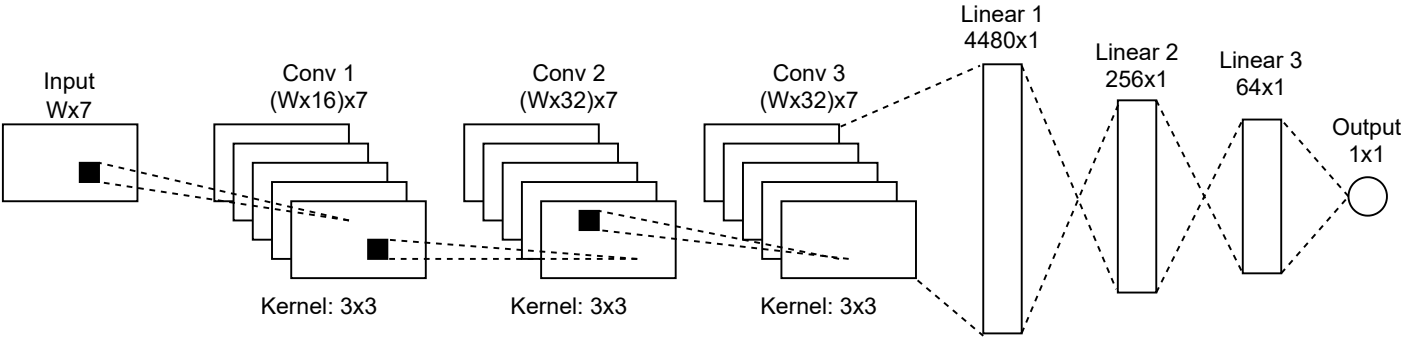 Input
Wx7
Conv 1
(Wx16)x7
Kernel: 3x3
Conv 2
(Wx32)x7
Kernel: 3x3
Conv 3
(Wx32)x7
Kernel: 3x3
Linear 1
4480x1
Linear 2
256x1
Linear 3
64x1
Output
1x1